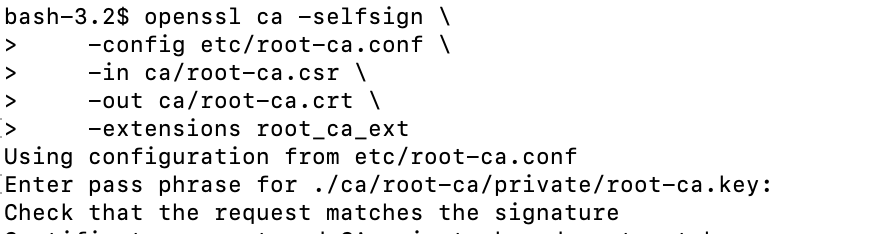 bash-3.2$ openssl ca -selfsign \
>     -config etc/root-ca.conf \
>     -in ca/root-ca.csr \
>     -out ca/root-ca.crt \
>     -extensions root_ca_ext
Using configuration from etc/root-ca.conf
Enter pass phrase for ./ca/root-ca/private/root-ca.key:
Check that the request matches the signature